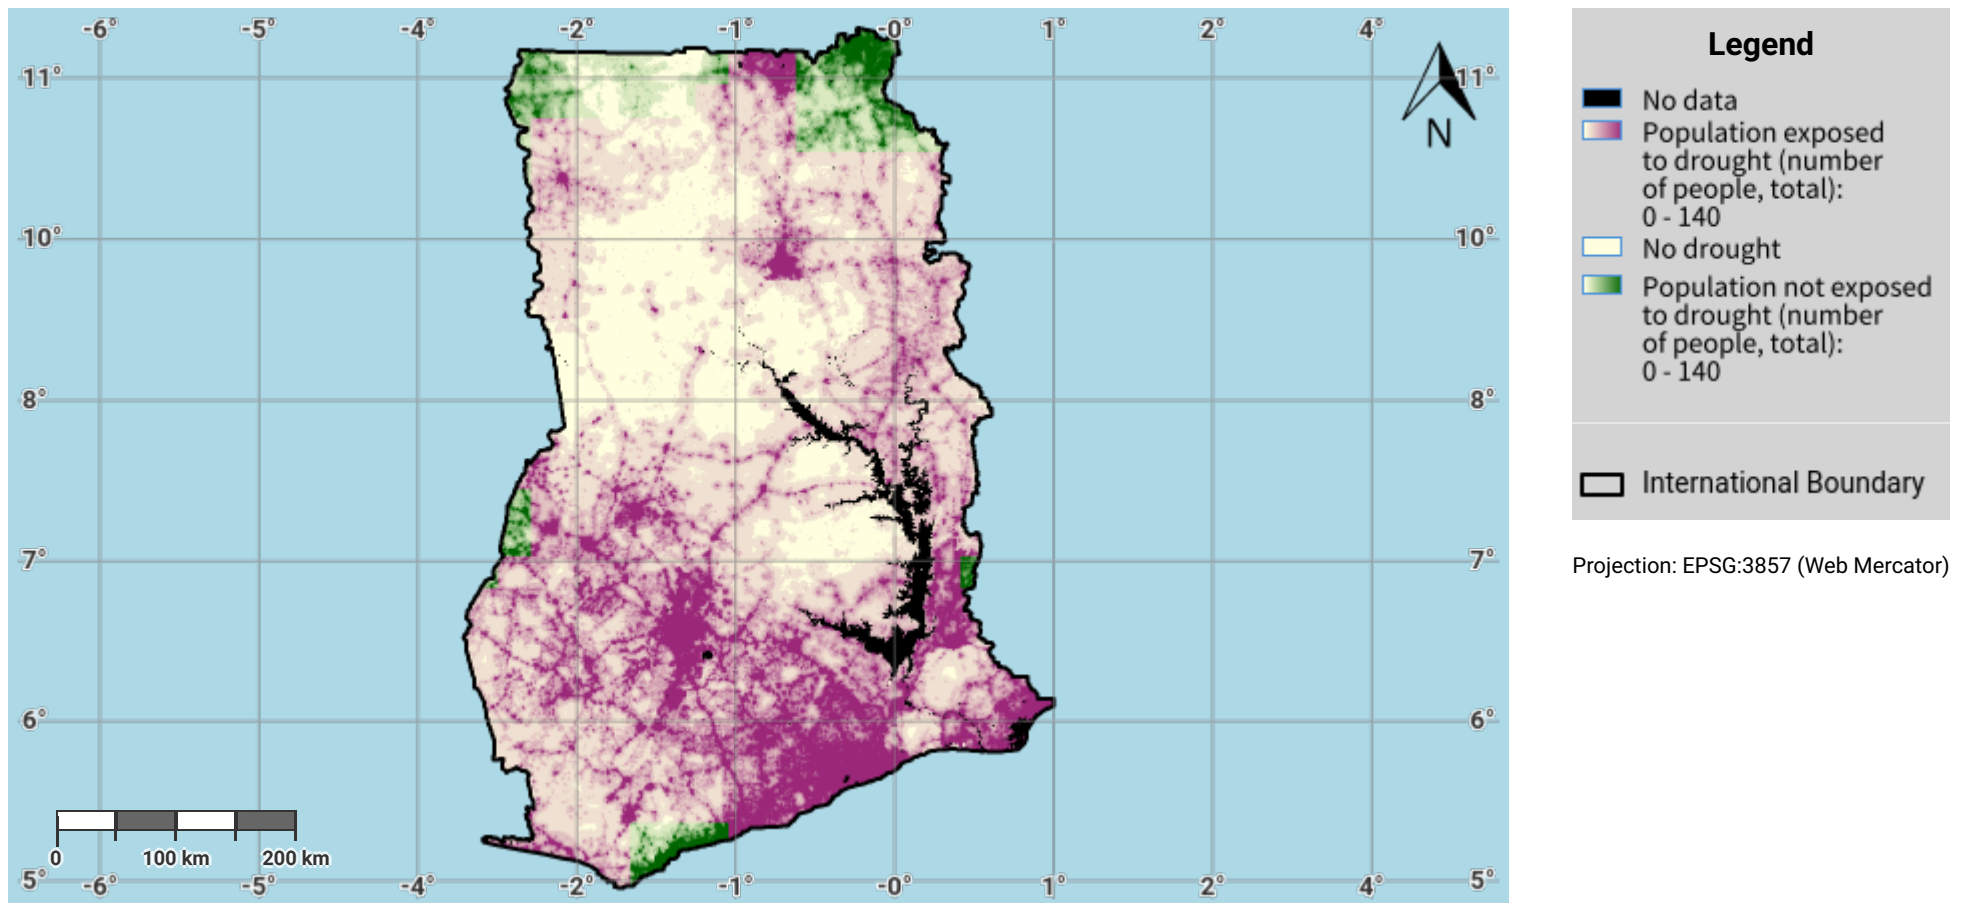 -6° -5° -4° -2° -1° -0° 1° 2° 4°
11° 11°
N
10° 10°
8° 8°
7° 7°
6° 6°
0 100 km 200 km
5° 5°
-6° -5° -4° -2° -1° -0° 1° 2° 4°
Legend
No data
Population exposed
to drought (number
of people, total):
0 - 140
No drought
Population not exposed
to drought (number
of people, total):
0 - 140
International Boundary
Projection: EPSG:3857 (Web Mercator)